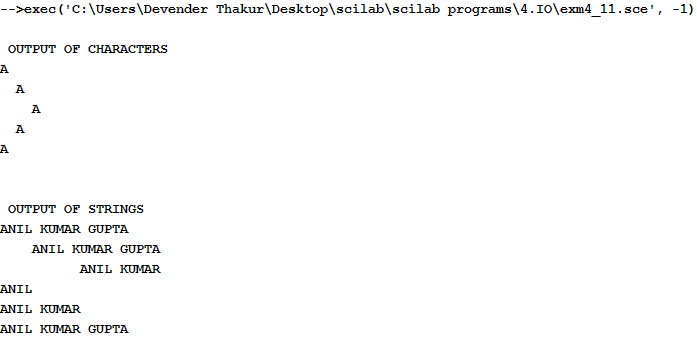 -->exec('C:\Users\Devender Thakur\Desktop\scilab\scilab programs\4.IO\exm4_11.sce', -1)

 OUTPUT OF CHARACTERS
A
  A
    A
  A
A


 OUTPUT OF STRINGS
ANIL KUMAR GUPTA
    ANIL KUMAR GUPTA
          ANIL KUMAR
ANIL
ANIL KUMAR
ANIL KUMAR GUPTA